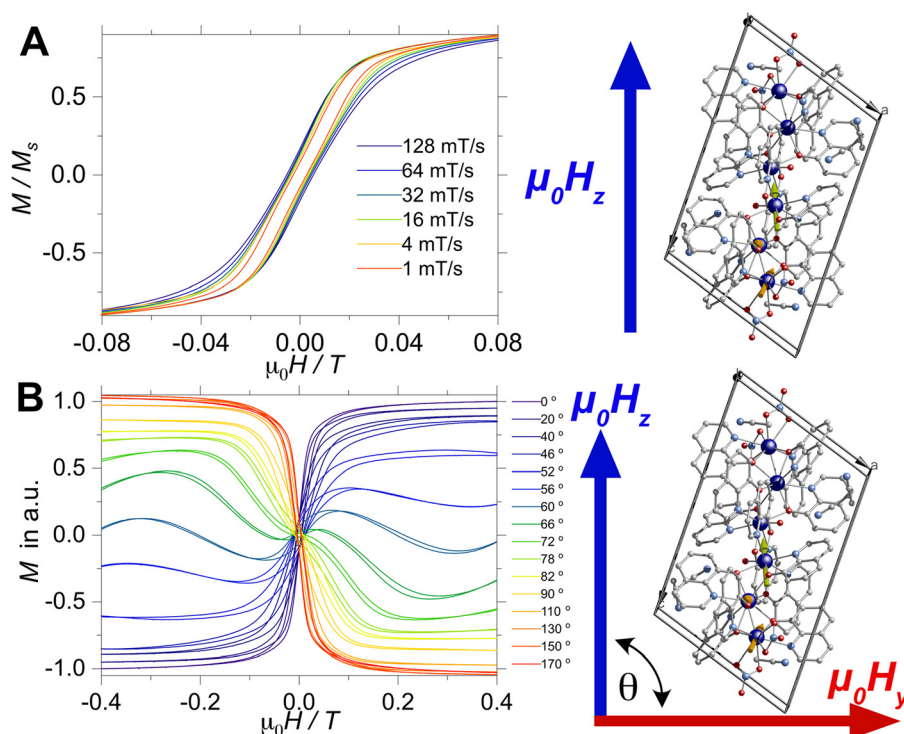 A
0.5
0.0
-0.5
M / Mₛ
128 mT/s
64 mT/s
32 mT/s
16 mT/s
4 mT/s
1 mT/s
-0.08
-0.04
0.00
0.04
0.08
μ₀H / T
μ₀H_z
a
c
B
1.0
0.5
0.0
-0.5
-1.0
M in a.u.
-0.4
-0.2
0.0
0.2
0.4
μ₀H / T
0 º
20 º
40 º
46 º
52 º
56 º
60 º
66 º
72 º
78 º
82 º
90 º
110 º
130 º
150 º
170 º
μ₀H_z
a
θ
μ₀H_y